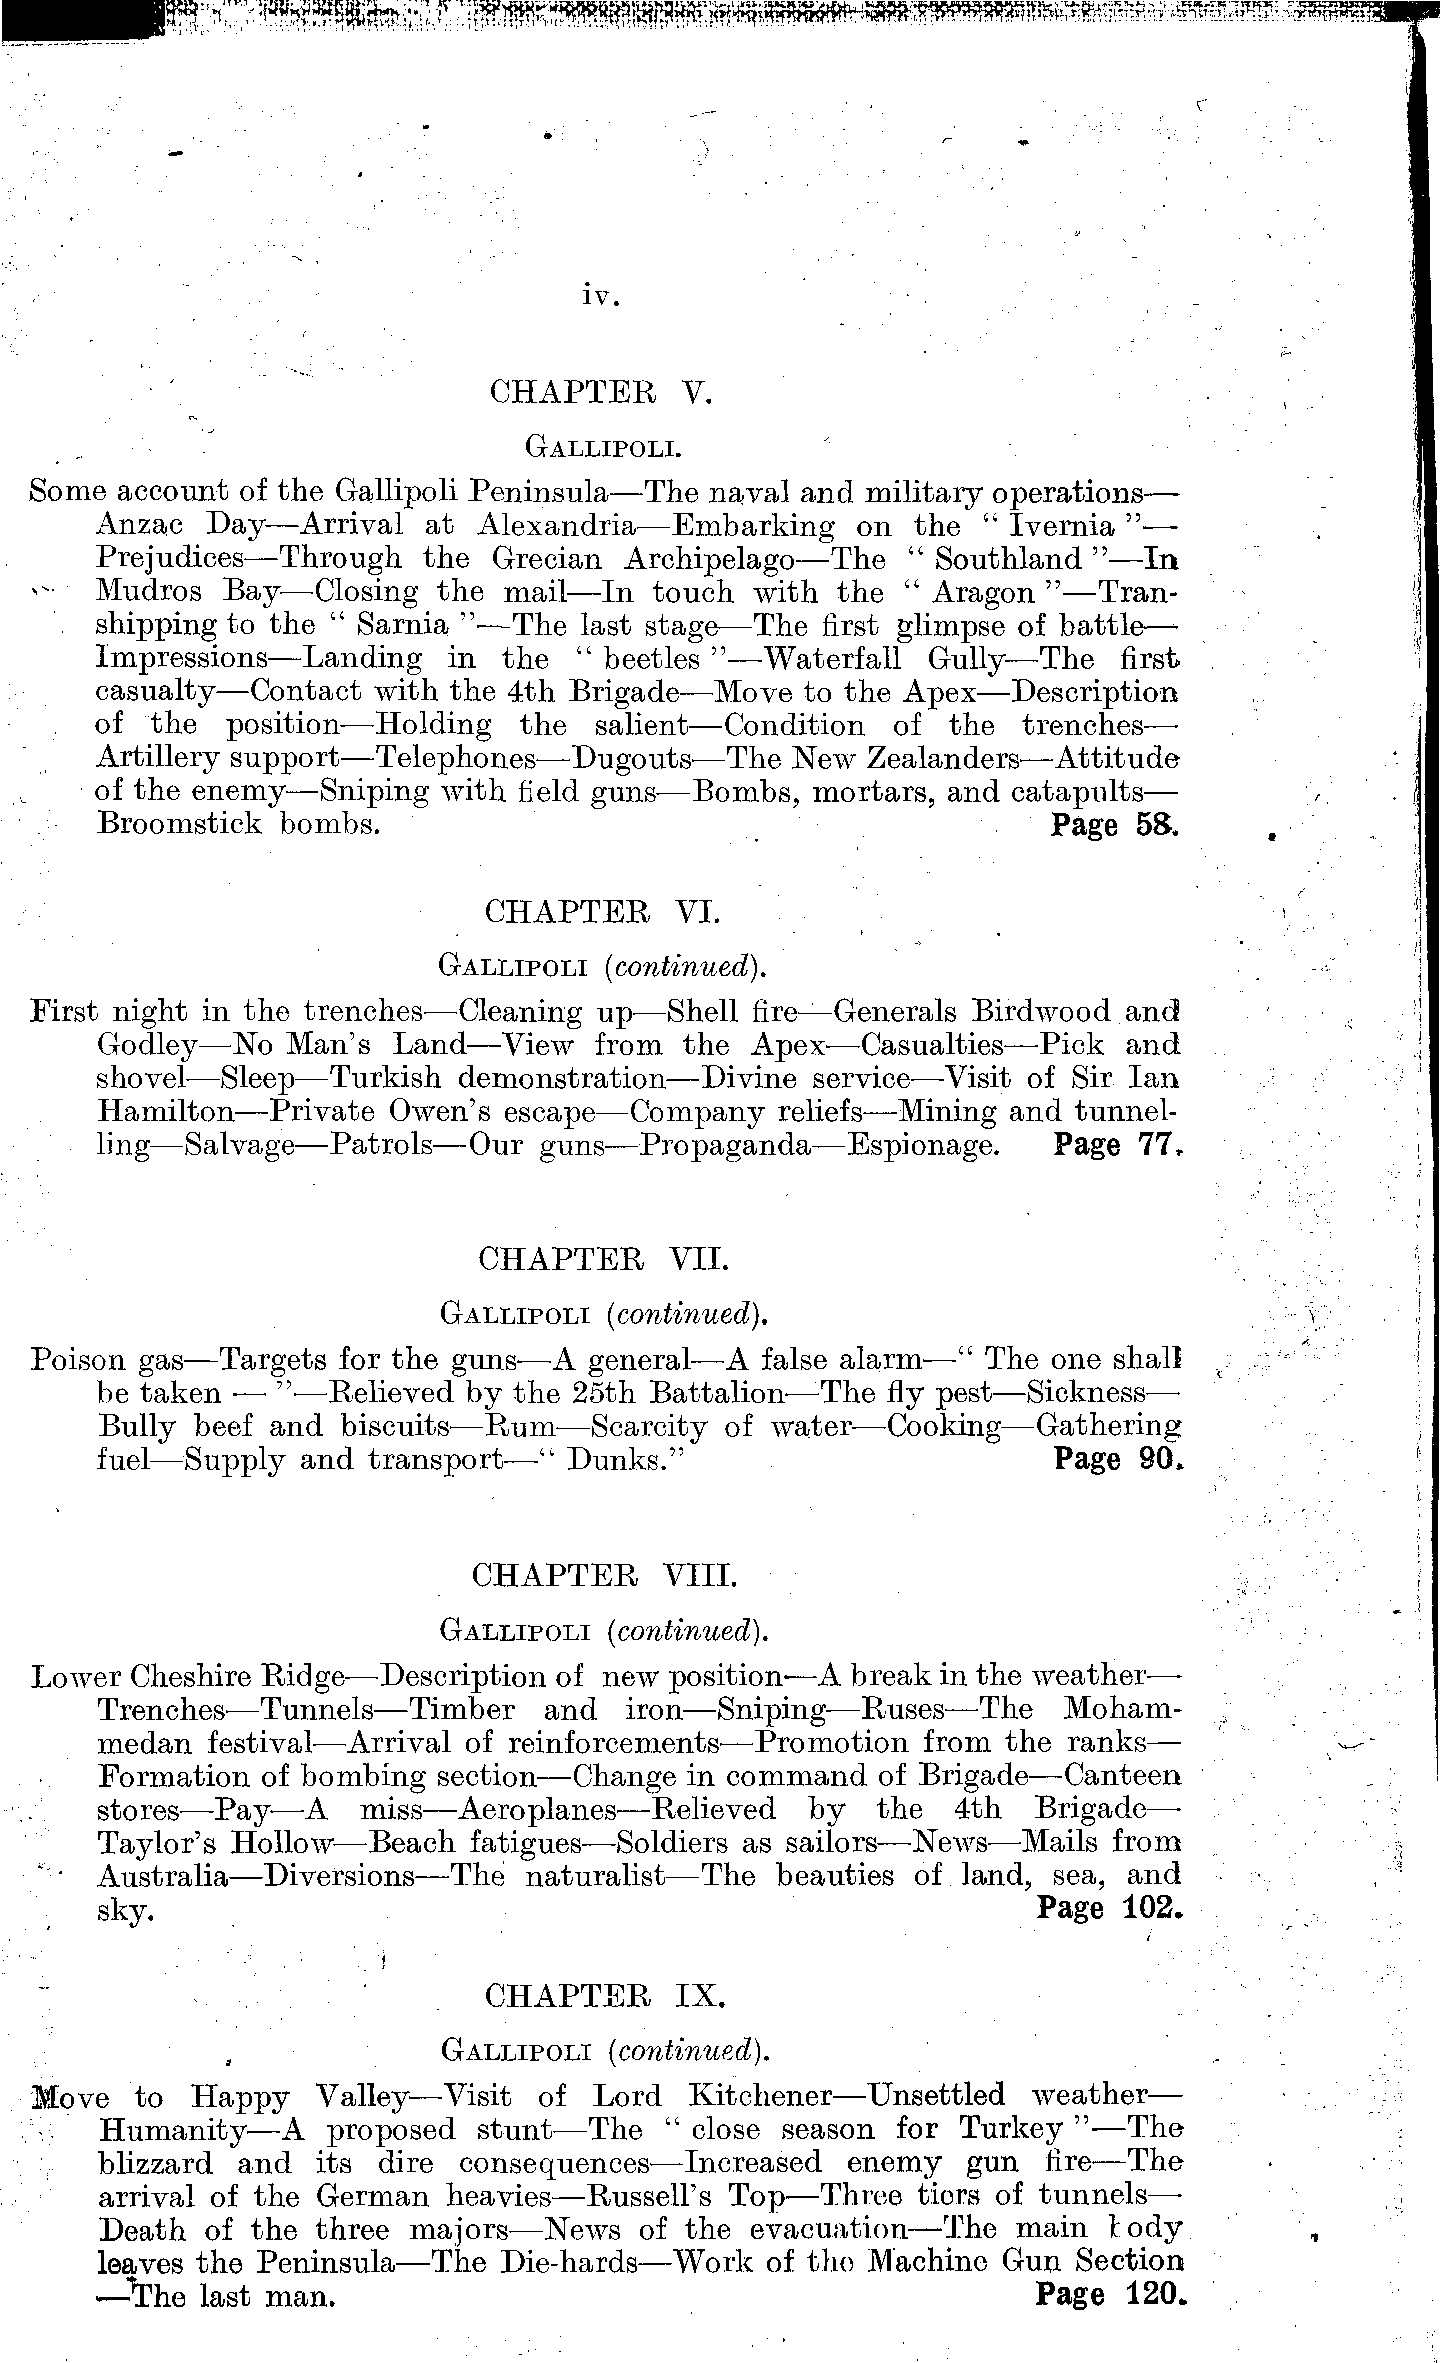 iv.
CHAPTER V.
GALLIPOLI.
Some account of the Gallipoli Peninsula—The naval and military operations—
Anzac Day—Arrival at Alexandria—Embarking on the “ Ivernia ”—
Prejudices—Through the Grecian Archipelago—The “ Southland ”—In
Mudros Bay—Closing the mail—In touch with the “ Aragon ”—Tran-
shipping to the “ Sarnia ”—The last stage—The first glimpse of battle—
Impressions—Landing in the “ beetles ”—Waterfall Gully—The first
casualty—Contact with the 4th Brigade—Move to the Apex—Description
of the position—Holding the salient—Condition of the trenches—
Artillery support—Telephones—Dugouts—The New Zealanders—Attitude
of the enemy—Sniping with field guns—Bombs, mortars, and catapults—
Broomstick bombs. Page 58.
CHAPTER VI.
GALLIPOLI (continued).
First night in the trenches—Cleaning up—Shell fire—Generals Birdwood and
Godley—No Man's Land—View from the Apex—Casualties—Pick and
shovel—Sleep—Turkish demonstration—Divine service—Visit of Sir Ian
Hamilton—Private Owen's escape—Company reliefs—Mining and tunnel-
ling—Salvage—Patrols—Our guns—Propaganda—Espionage. Page 77.
CHAPTER VII.
GALLIPOLI (continued).
Poison gas—Targets for the guns—A general—A false alarm—“ The one shall
be taken — ”—Relieved by the 25th Battalion—The fly pest—Sickness—
Bully beef and biscuits—Rum—Scarcity of water—Cooking—Gathering
fuel—Supply and transport—“ Dunks.” Page 90.
CHAPTER VIII.
GALLIPOLI (continued).
Lower Cheshire Ridge—Description of new position—A break in the weather—
Trenches—Tunnels—Timber and iron—Sniping—Ruses—The Moham-
medan festival—Arrival of reinforcements—Promotion from the ranks—
Formation of bombing section—Change in command of Brigade—Canteen
stores—Pay—A miss—Aeroplanes—Relieved by the 4th Brigade—
Taylor's Hollow—Beach fatigues—Soldiers as sailors—News—Mails from
Australia—Diversions—The naturalist—The beauties of land, sea, and
sky. Page 102.
CHAPTER IX.
GALLIPOLI (continued).
Move to Happy Valley—Visit of Lord Kitchener—Unsettled weather—
Humanity—A proposed stunt—The “ close season for Turkey ”—The
blizzard and its dire consequences—Increased enemy gun fire—The
arrival of the German heavies—Russell's Top—Three tiers of tunnels—
Death of the three majors—News of the evacuation—The main body
leaves the Peninsula—The Die-hards—Work of the Machine Gun Section
—The last man. Page 120.